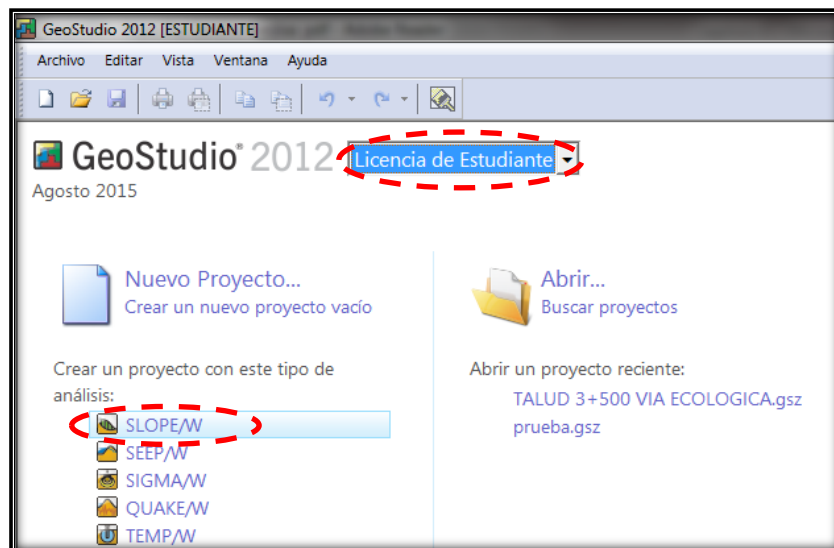 GeoStudio 2012 [ESTUDIANTE]
Archivo Editar Vista Ventana Ayuda
GeoStudio® 2012 Licencia de Estudiante
Agosto 2015
Nuevo Proyecto...
Crear un nuevo proyecto vacío
Abrir...
Buscar proyectos
Crear un proyecto con este tipo de
análisis:
SLOPE/W
SEEP/W
SIGMA/W
QUAKE/W
TEMP/W
Abrir un proyecto reciente:
TALUD 3+500 VIA ECOLOGICA.gsz
prueba.gsz